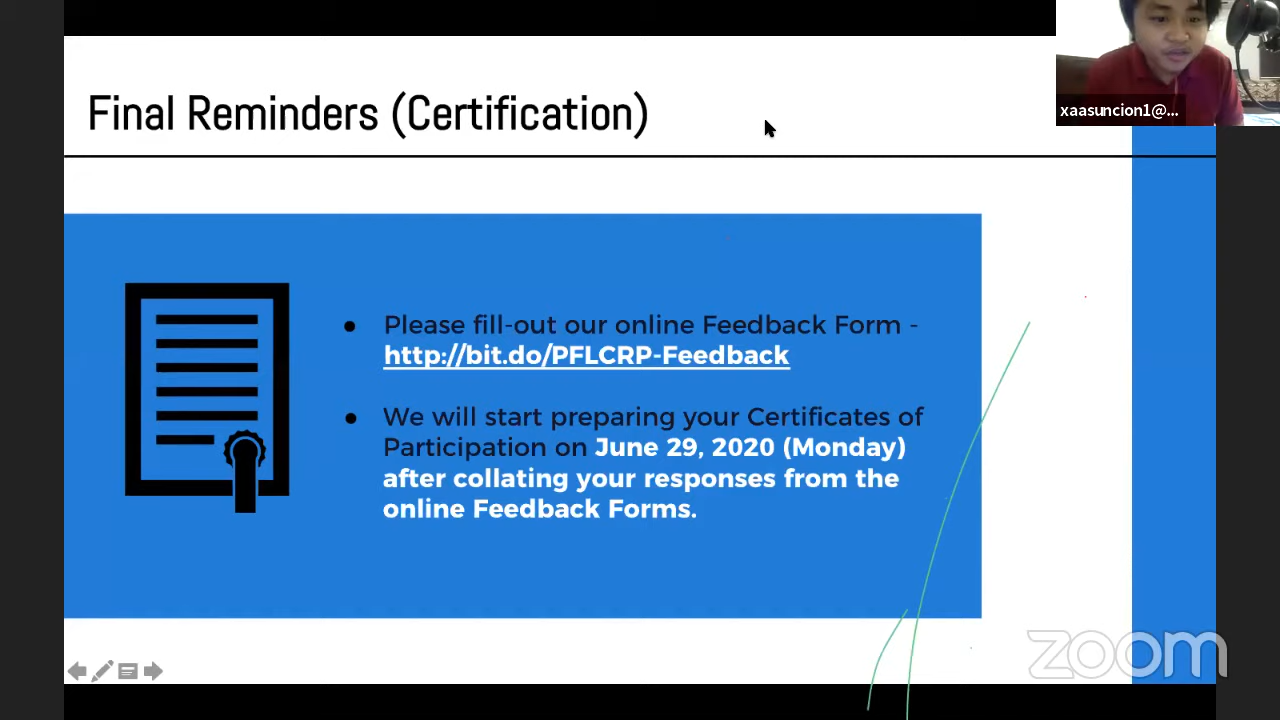 Final Reminders (Certification)
xaasuncion1@...
● Please fill-out our online Feedback Form -
http://bit.do/PFLCRP-Feedback
● We will start preparing your Certificates of
Participation on June 29, 2020 (Monday)
after collating your responses from the
online Feedback Forms.
zoom